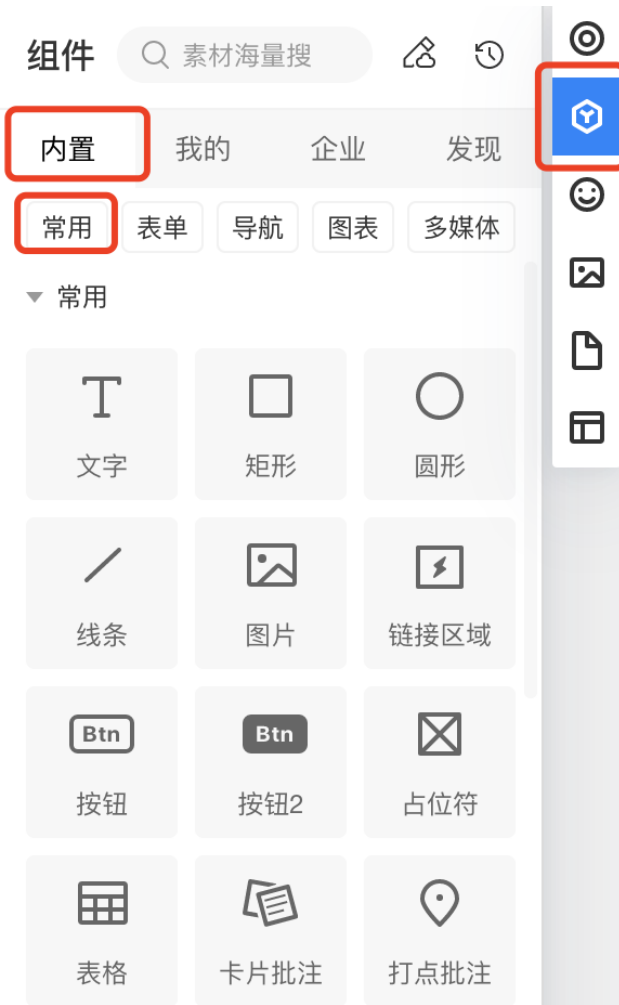 组件 素材海量搜
内置 我的 企业 发现
常用 表单 导航 图表 多媒体
常用
文字 矩形 圆形
线条 图片 链接区域
Btn Btn
按钮 按钮2 占位符
表格 卡片批注 打点批注